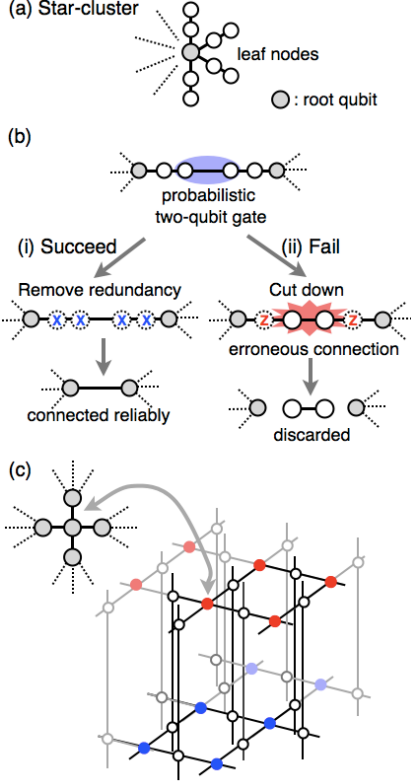 (a) Star-cluster
leaf nodes
: root qubit
(b)
probabilistic
two-qubit gate
(i) Succeed
(ii) Fail
Remove redundancy
Cut down
X X X X
Z Z
erroneous connection
connected reliably
discarded
(c)